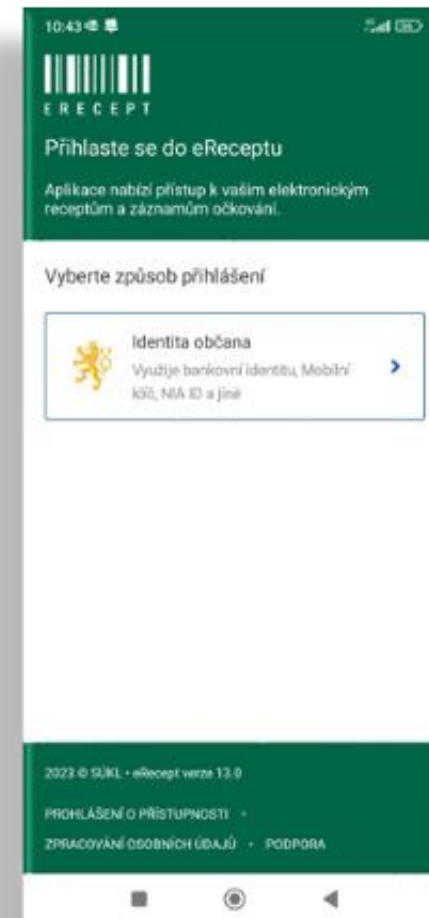 10:43
ERECEPT
Přihlaste se do eReceptu
Aplikace nabízí přístup k vašim elektronickým
receptům a záznamům očkování.
Vyberte způsob přihlášení
Identita občana
Využije bankovní identitu, Mobilní
klíč, NIA ID a jiné
2023 © SÚKL • eRecept verze 13.0
PROHLÁŠENÍ O PŘÍSTUPNOSTI •
ZPRACOVÁNÍ OSOBNÍCH ÚDAJŮ • PODPORA